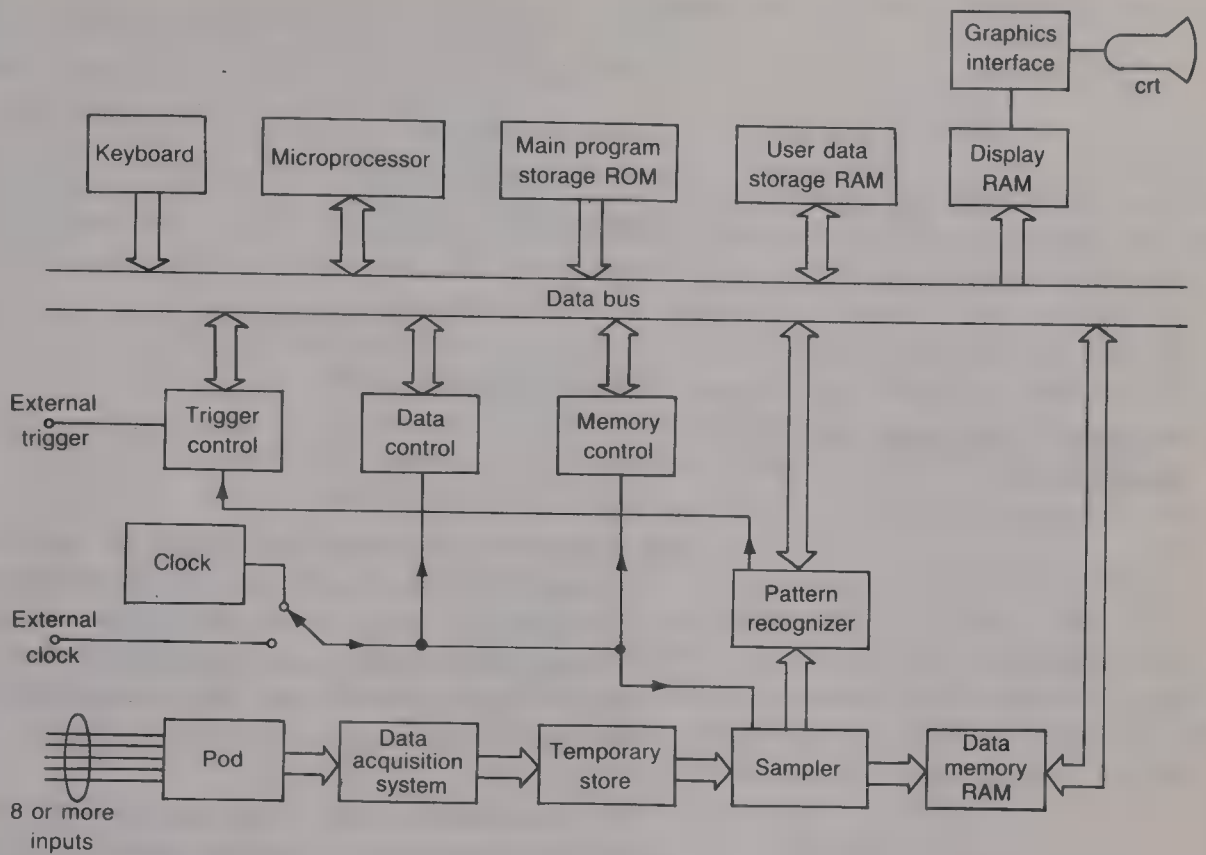 Graphics
interface
crt
Keyboard
Microprocessor
Main program
storage ROM
User data
storage RAM
Display
RAM
Data bus
External
trigger
Trigger
control
Data
control
Memory
control
Clock
External
clock
Pattern
recognizer
Pod
Data
acquisition
system
Temporary
store
Sampler
Data
memory
RAM
8 or more
inputs